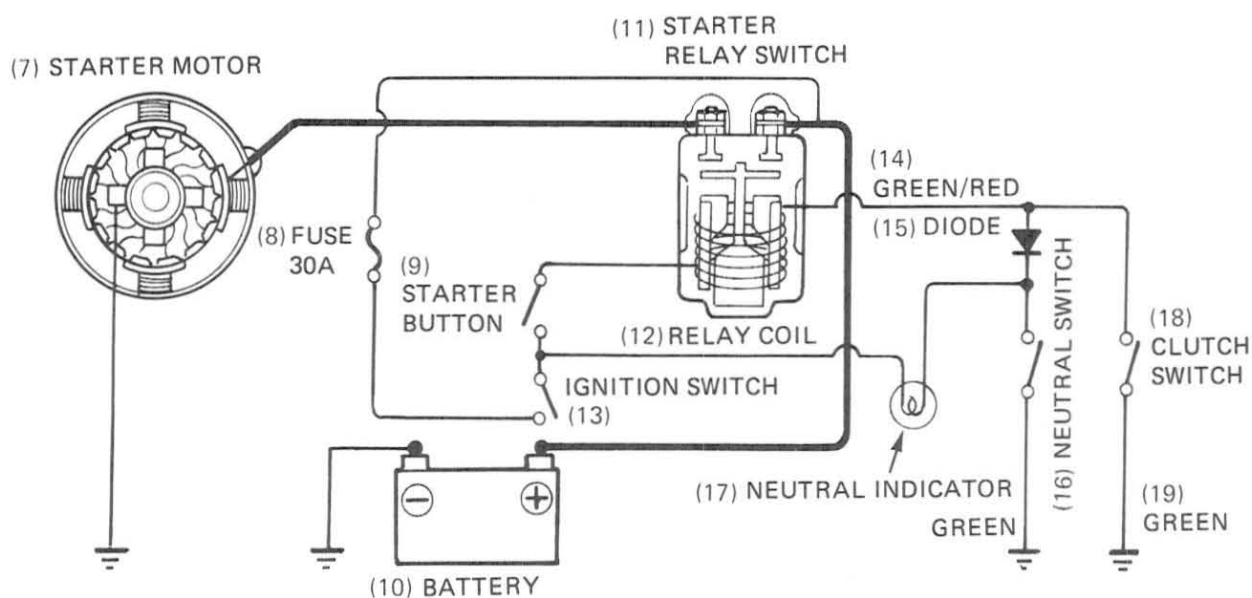 (11) STARTER
RELAY SWITCH
(7) STARTER MOTOR
(14)
GREEN/RED
(15) DIODE
(8) FUSE
30A
(9)
STARTER
BUTTON
(12) RELAY COIL
(16) NEUTRAL SWITCH
(18)
CLUTCH
SWITCH
IGNITION SWITCH
(13)
(17) NEUTRAL INDICATOR
GREEN
(19)
GREEN
(10) BATTERY